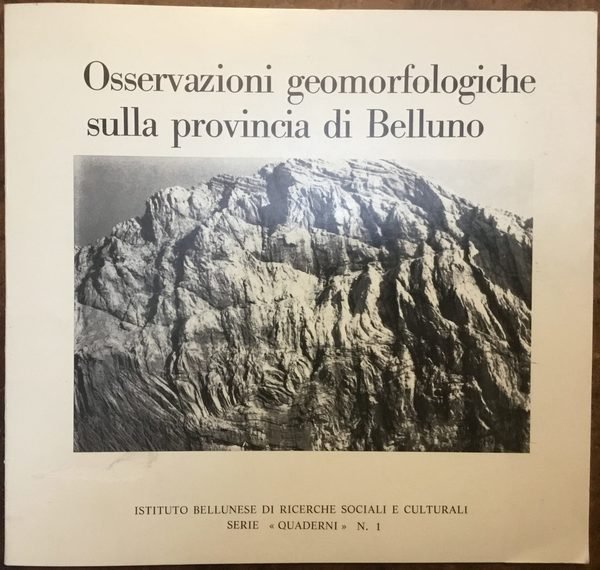 Osservazioni geomorfologiche
sulla provincia di Belluno
ISTITUTO BELLUNESE DI RICERCHE SOCIALI E CULTURALI
SERIE « QUADERNI » N. 1